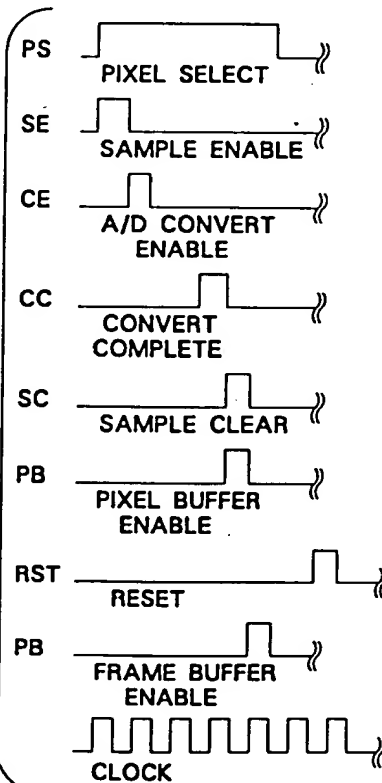 PS
PIXEL SELECT
SE
SAMPLE ENABLE
CE
A/D CONVERT
ENABLE
CC
CONVERT
COMPLETE
SC
SAMPLE CLEAR
PB
PIXEL BUFFER
ENABLE
RST
RESET
PB
FRAME BUFFER
ENABLE
CLOCK